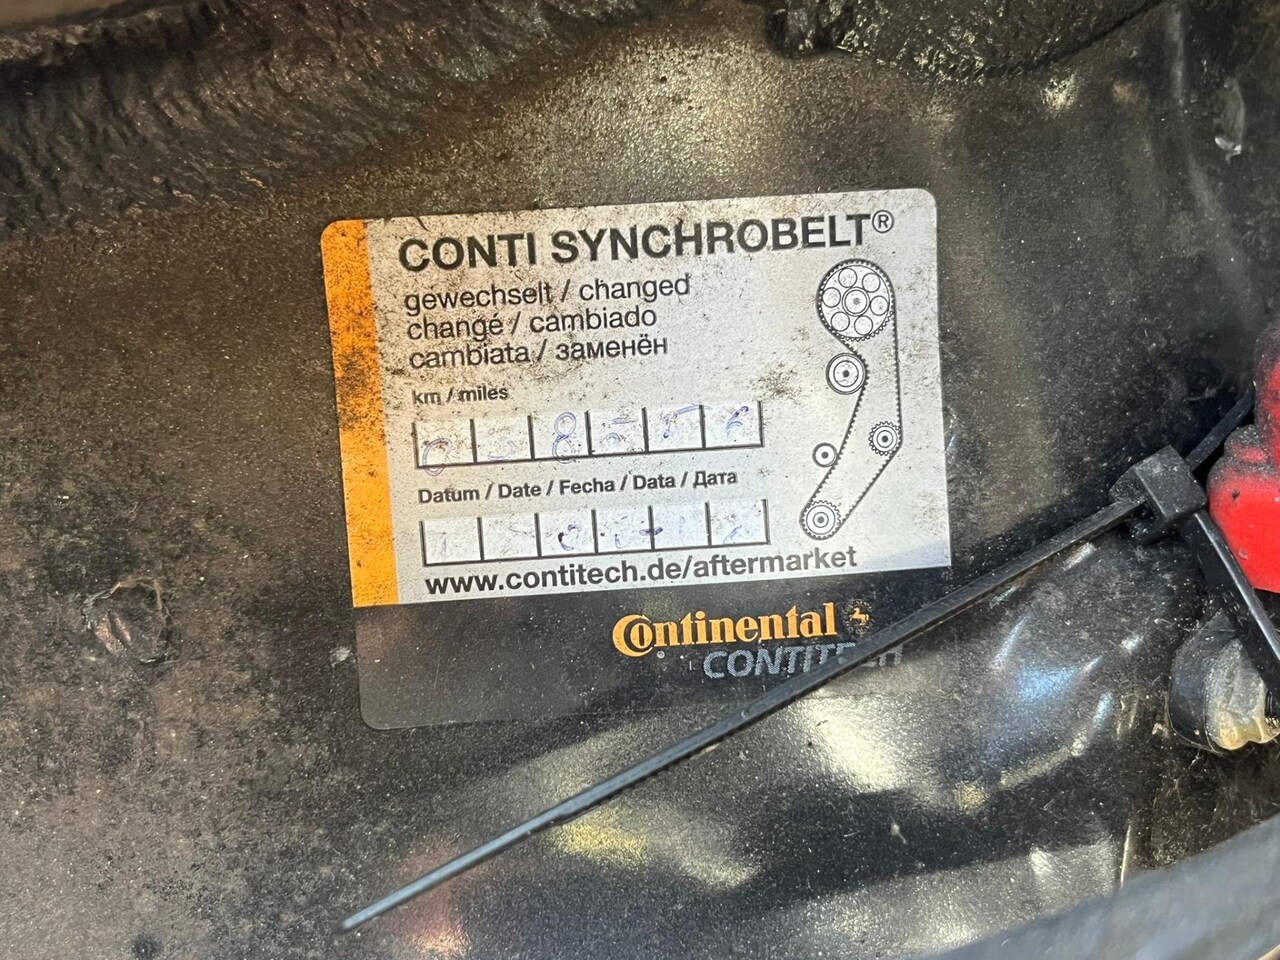 CONTI SYNCHROBELT®
gewechselt / changed
changé / cambiado
cambiata / заменён
km / miles
Datum / Date / Fecha / Data / Дата
www.contitech.de/aftermarket
Continental
CONTITECH